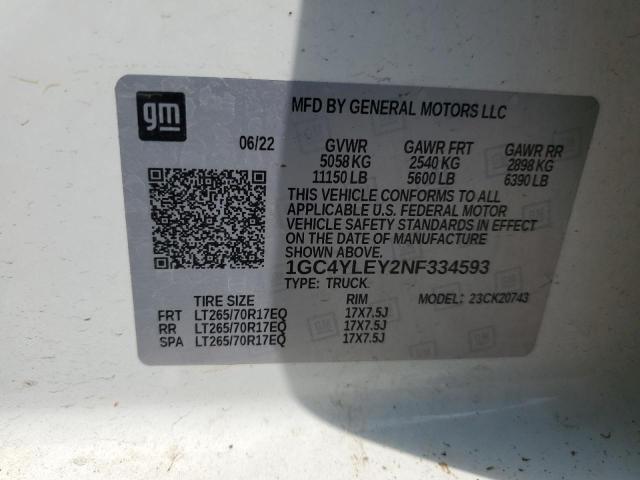 gm
MFD BY GENERAL MOTORS LLC
06/22 GVWR GAWR FRT GAWR RR
5058 KG 2540 KG 2898 KG
11150 LB 5600 LB 6390 LB
THIS VEHICLE CONFORMS TO ALL
APPLICABLE U.S. FEDERAL MOTOR
VEHICLE SAFETY STANDARDS IN EFFECT
ON THE DATE OF MANUFACTURE
SHOWN ABOVE.
1GC4YLEY2NF334593
TYPE: TRUCK
TIRE SIZE RIM MODEL: 23CK20743
FRT LT265/70R17EQ 17X7.5J
RR LT265/70R17EQ 17X7.5J
SPA LT265/70R17EQ 17X7.5J